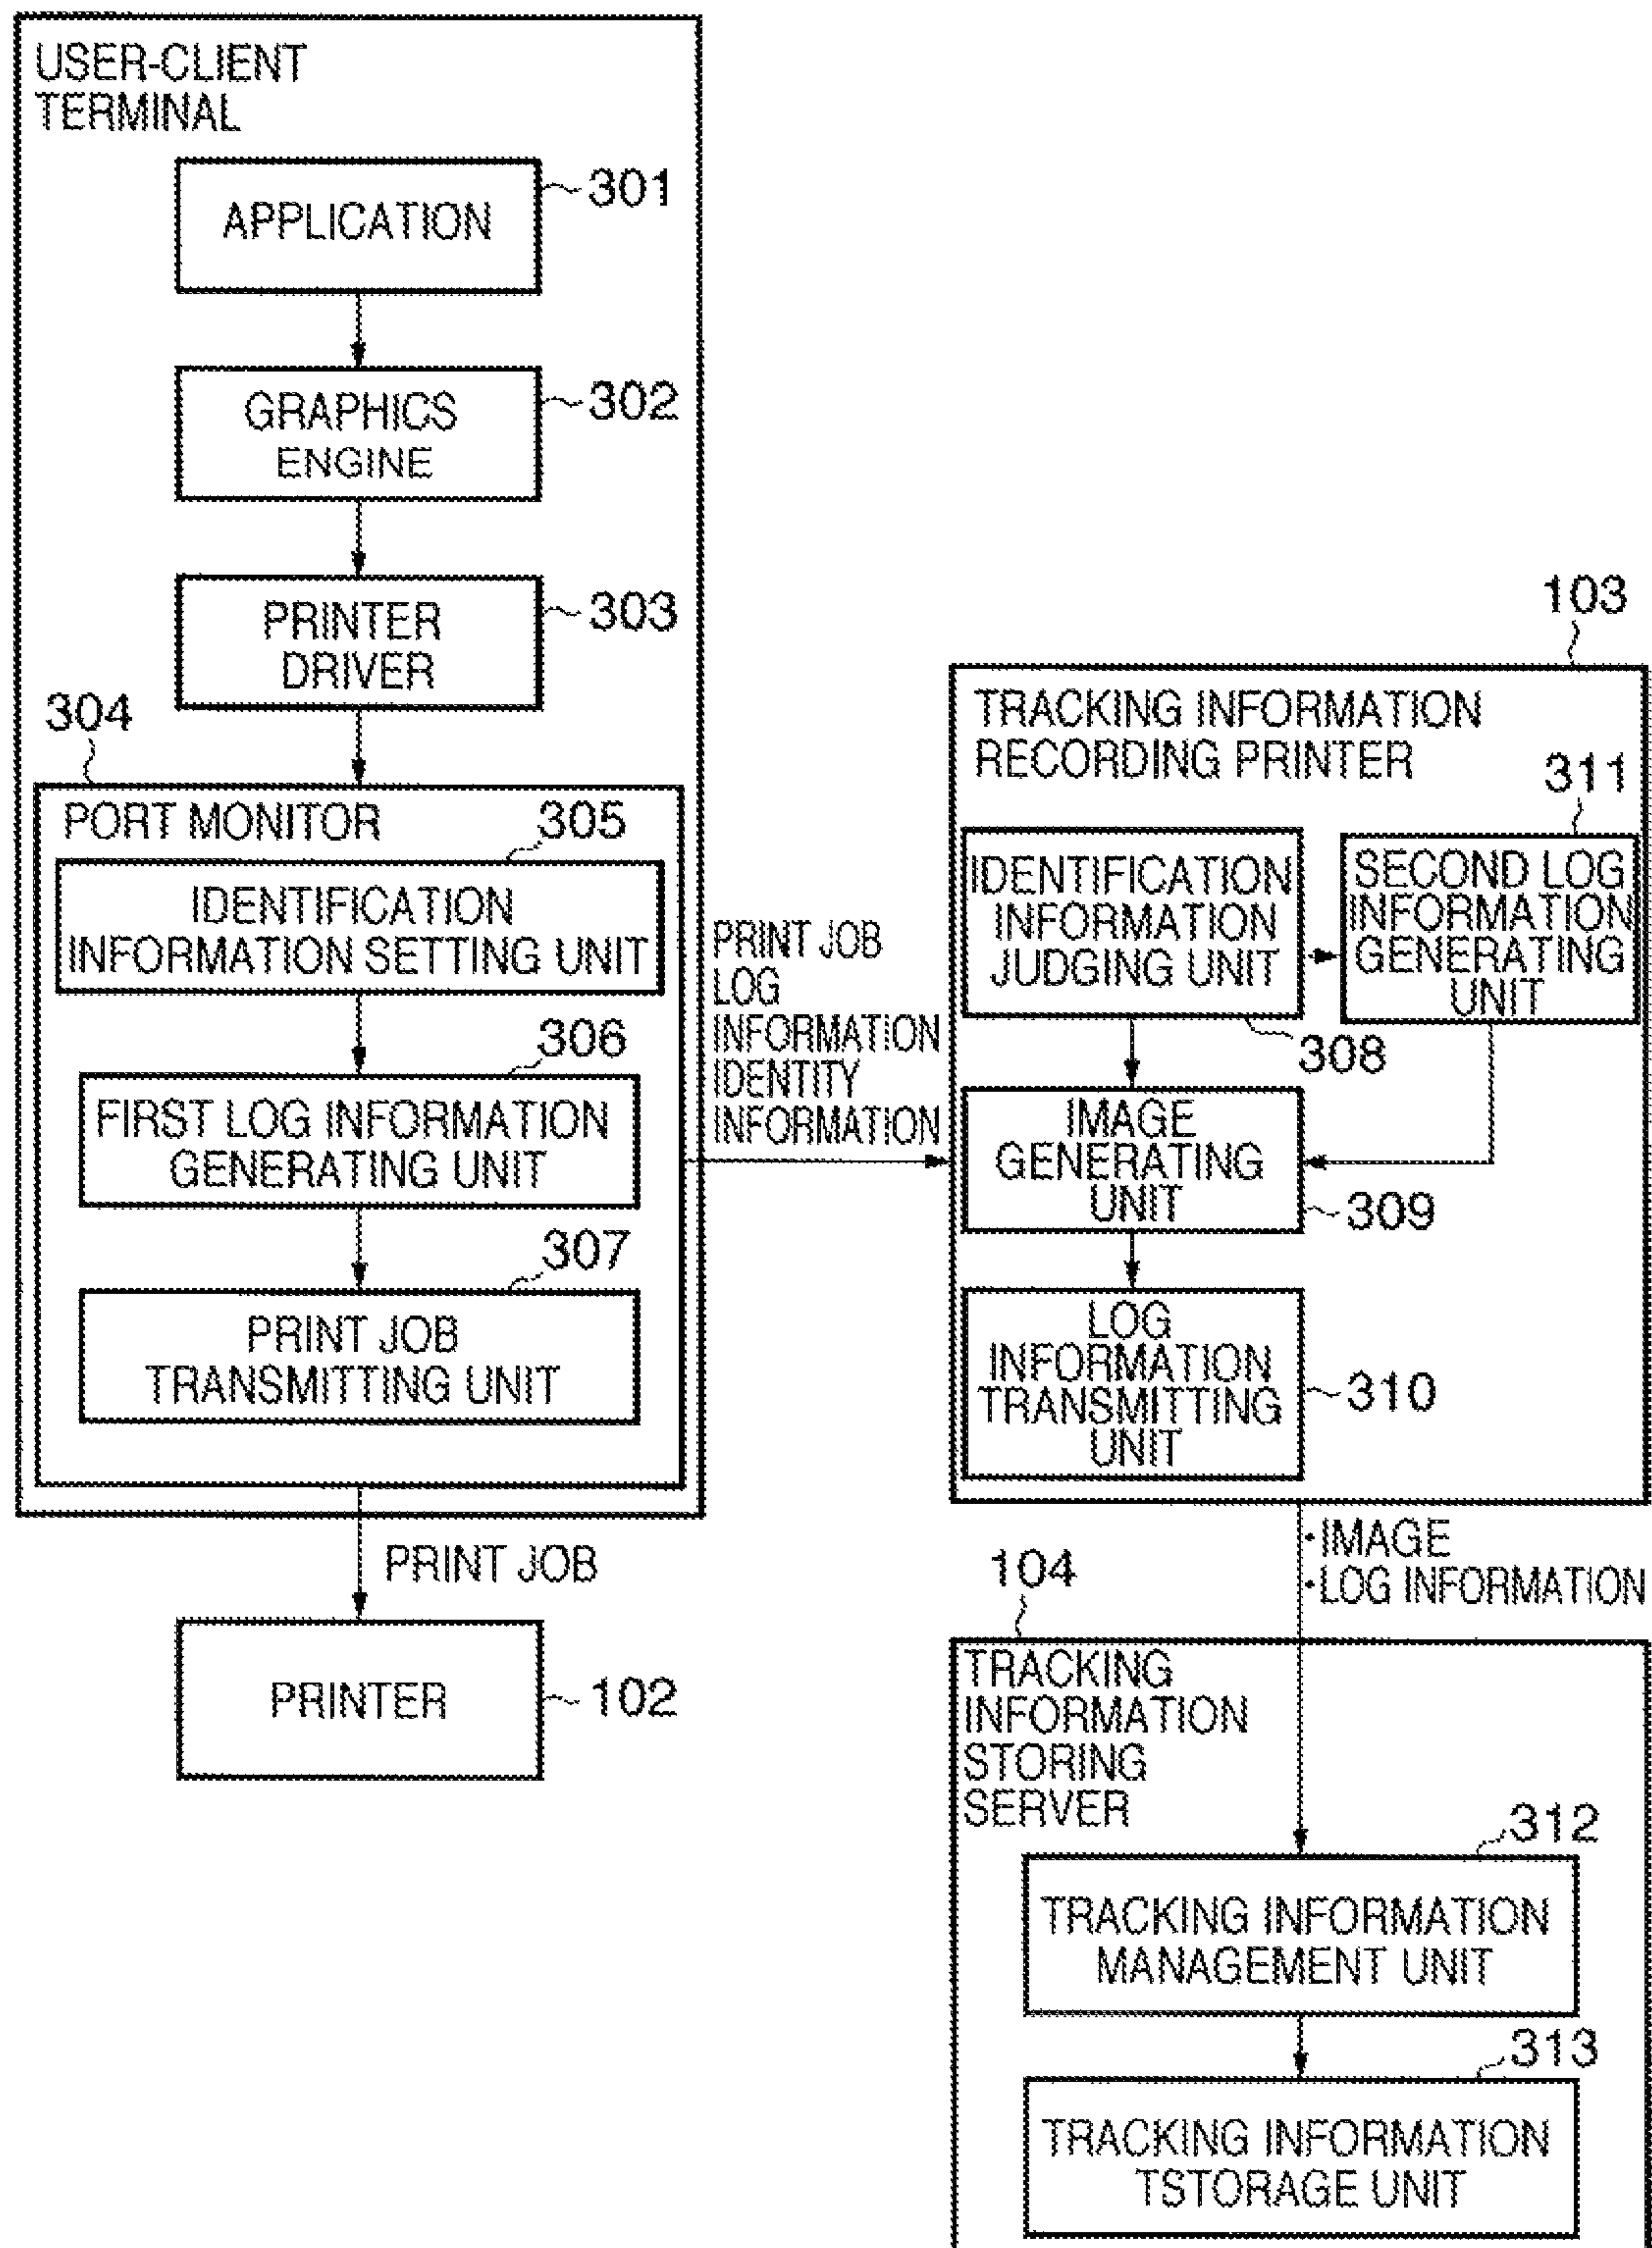 USER-CLIENT
TERMINAL
APPLICATION
301
GRAPHICS
ENGINE
302
PRINTER
DRIVER
303
304
PORT MONITOR
305
IDENTIFICATION
INFORMATION SETTING UNIT
306
FIRST LOG INFORMATION
GENERATING UNIT
307
PRINT JOB
TRANSMITTING UNIT
PRINT JOB
PRINTER
102
PRINT JOB
LOG
INFORMATION
IDENTITY
INFORMATION
103
TRACKING INFORMATION
RECORDING PRINTER
311
IDENTIFICATION
INFORMATION
JUDGING UNIT
308
SECOND LOG
INFORMATION
GENERATING
UNIT
IMAGE
GENERATING
UNIT
309
LOG
INFORMATION
TRANSMITTING
UNIT
310
・IMAGE
・LOG INFORMATION
104
TRACKING
INFORMATION
STORING
SERVER
312
TRACKING INFORMATION
MANAGEMENT UNIT
313
TRACKING INFORMATION
TSTORAGE UNIT